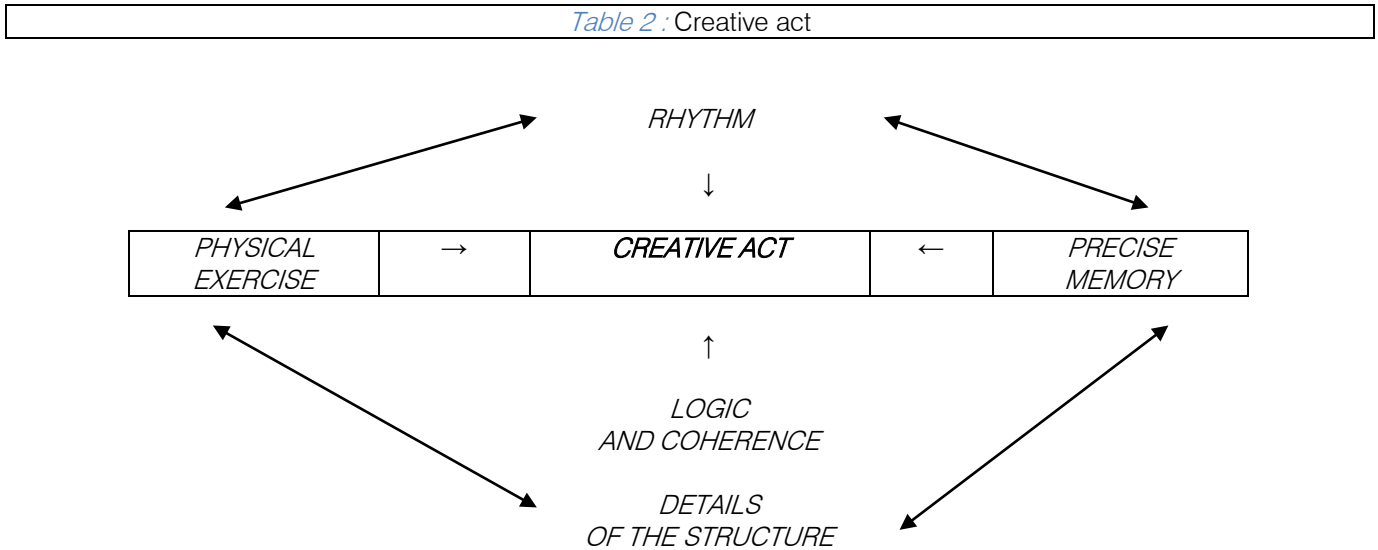 Table 2 : Creative act
RHYTHM
↓
PHYSICAL EXERCISE → CREATIVE ACT ← PRECISE MEMORY
↑
LOGIC
AND COHERENCE
DETAILS
OF THE STRUCTURE